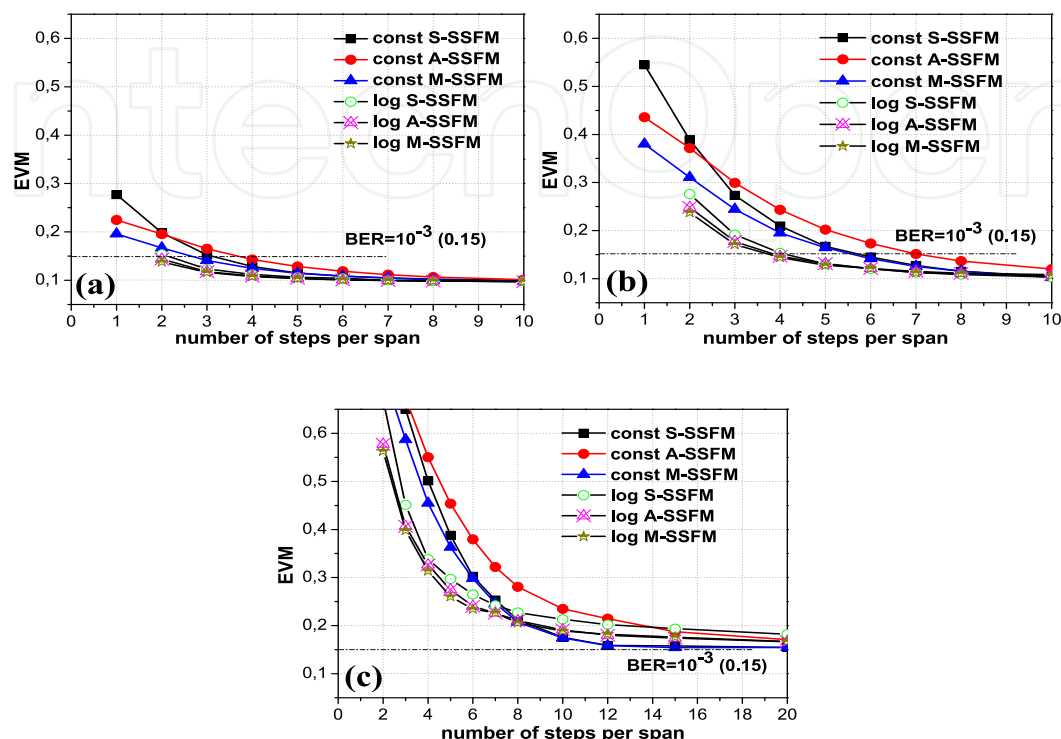 const S-SSFM
const A-SSFM
const M-SSFM
log S-SSFM
log A-SSFM
log M-SSFM
0,6
0,5
0,4
0,3
0,2
0,1
EVM
BER=10-3 (0.15)
(a)
0 1 2 3 4 5 6 7 8 9 10
number of steps per span
const S-SSFM
const A-SSFM
const M-SSFM
log S-SSFM
log A-SSFM
log M-SSFM
0,6
0,5
0,4
0,3
0,2
0,1
EVM
BER=10-3 (0.15)
(b)
0 1 2 3 4 5 6 7 8 9 10
number of steps per span
const S-SSFM
const A-SSFM
const M-SSFM
log S-SSFM
log A-SSFM
log M-SSFM
0,6
0,5
0,4
0,3
0,2
0,1
EVM
BER=10-3 (0.15)
(c)
0 2 4 6 8 10 12 14 16 18 20
number of steps per span